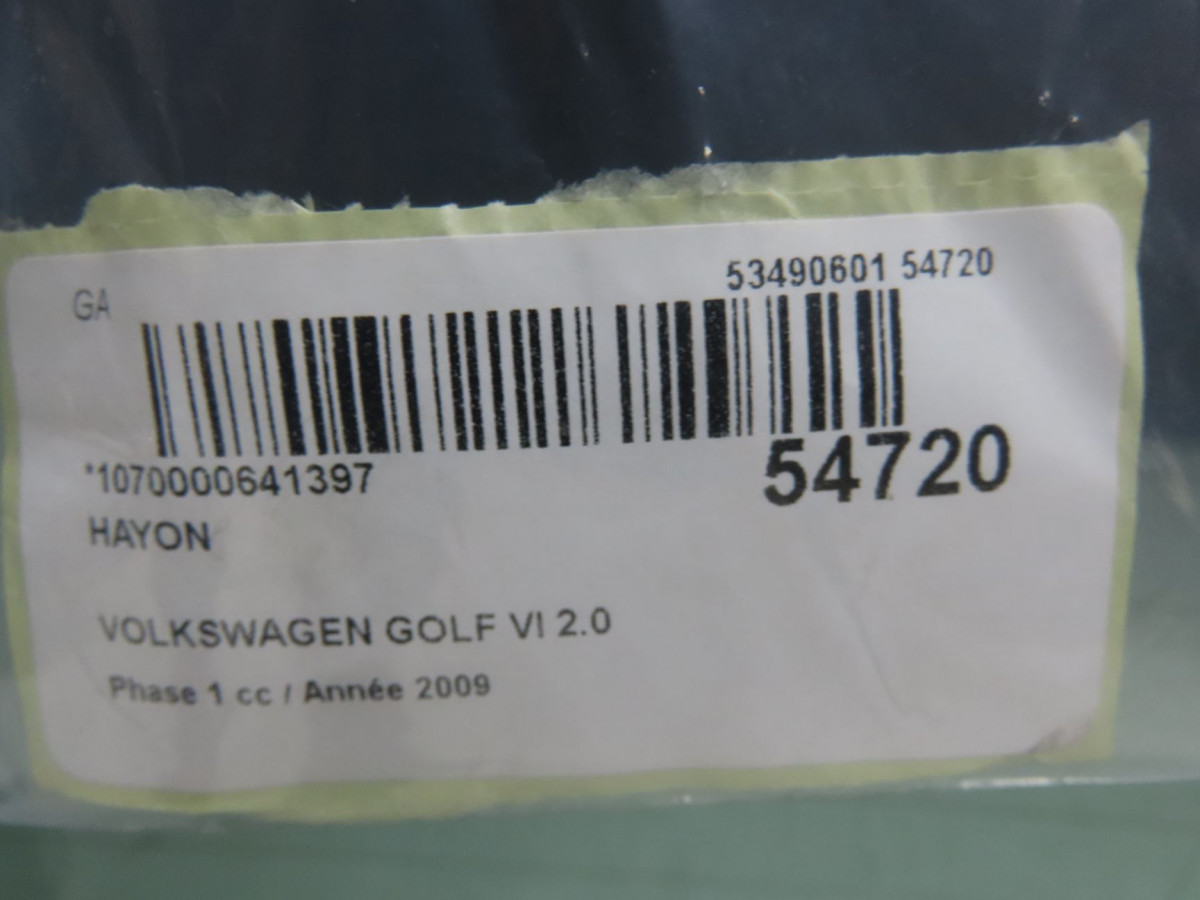 GA
53490601 54720
*1070000641397
54720
HAYON
VOLKSWAGEN GOLF VI 2.0
Phase 1 cc / Année 2009